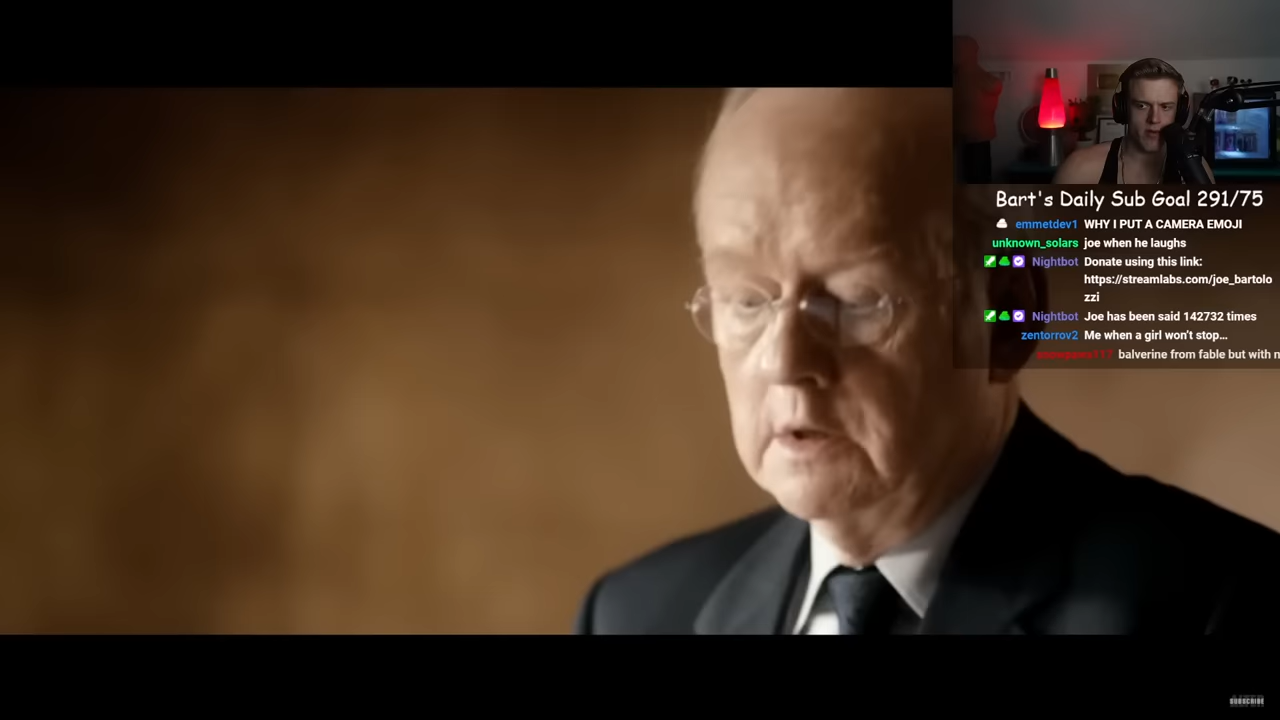 Bart's Daily Sub Goal 291/75
emmetdev1 WHY I PUT A CAMERA EMOJI
unknown_solars joe when he laughs
Nightbot Donate using this link:
https://streamlabs.com/joe_bartolo
zzi
Nightbot Joe has been said 142732 times
zentorrov2 Me when a girl won't stop…
balverine from fable but with n
SUBSCRIBE